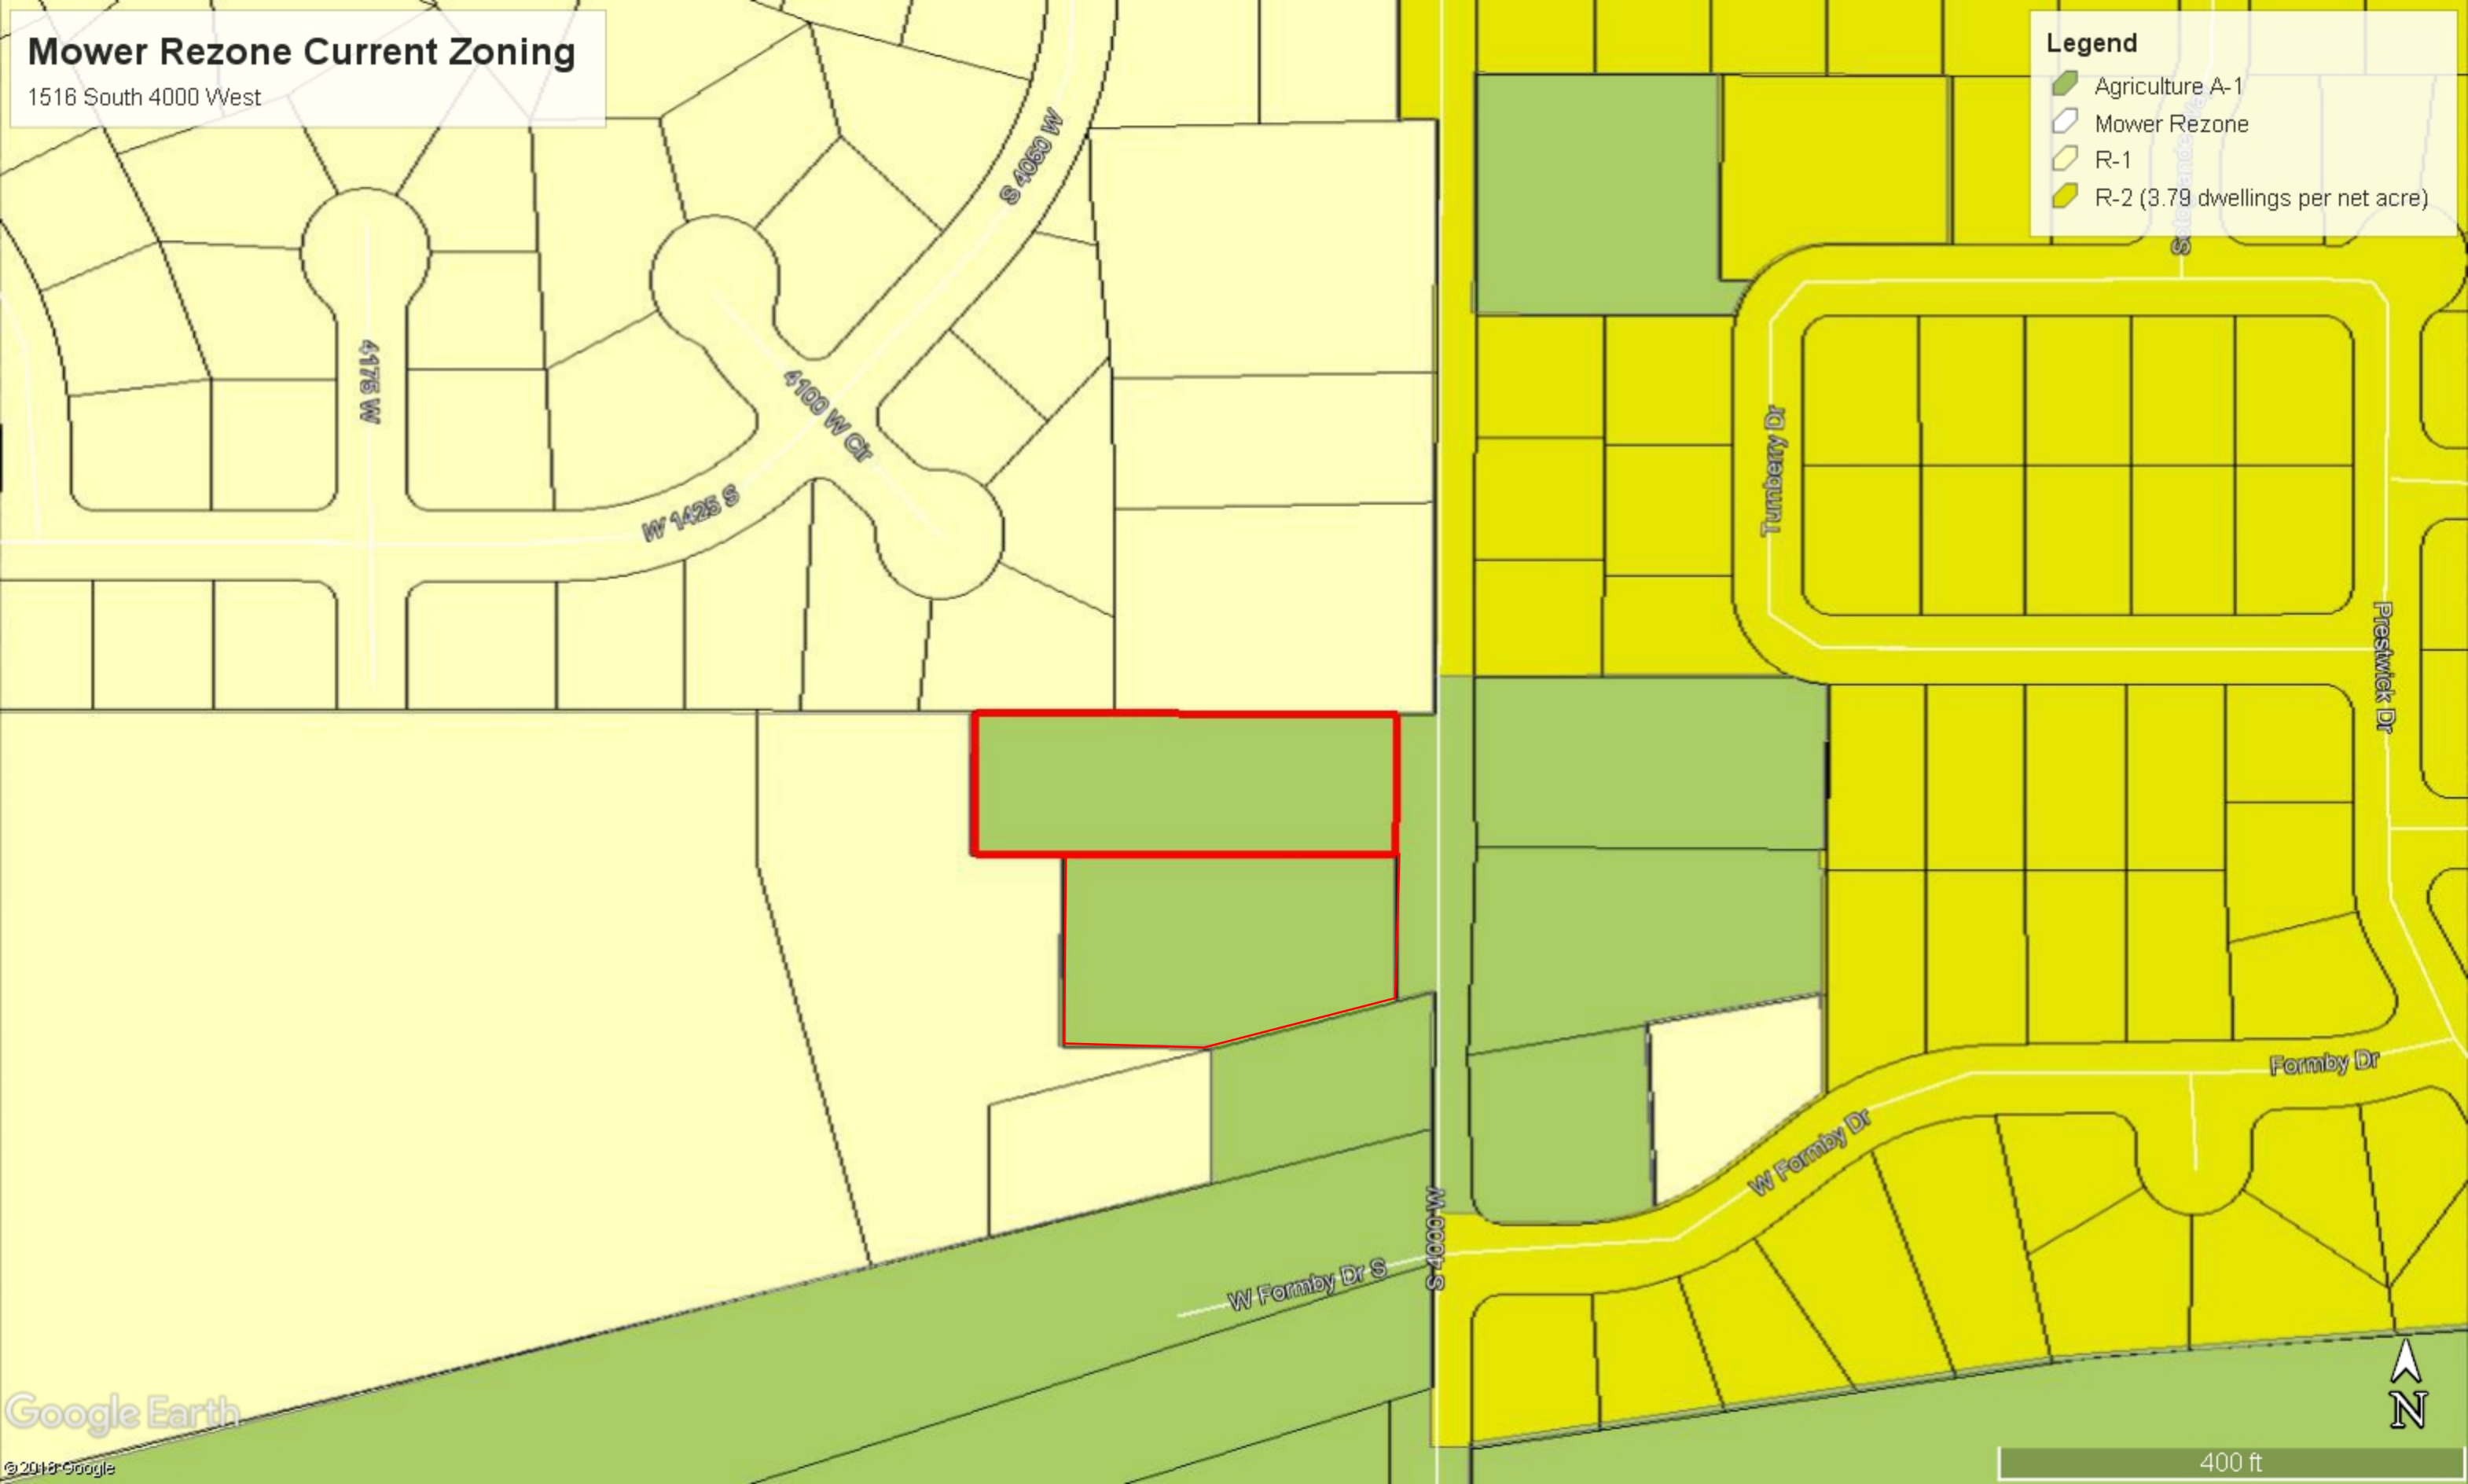 Mower Rezone Current Zoning
1516 South 4000 West
Legend
Agriculture A-1
Mower Rezone
R-1
R-2 (3.79 dwellings per net acre)
S 4050 W
4175 W
4100 W Cir
W 1425 S
Turnberry Dr
Prestwick Dr
Formby Dr
W Formby Dr
S 4000 W
W Formby Dr S
Google Earth
© 2018 Google
N
400 ft